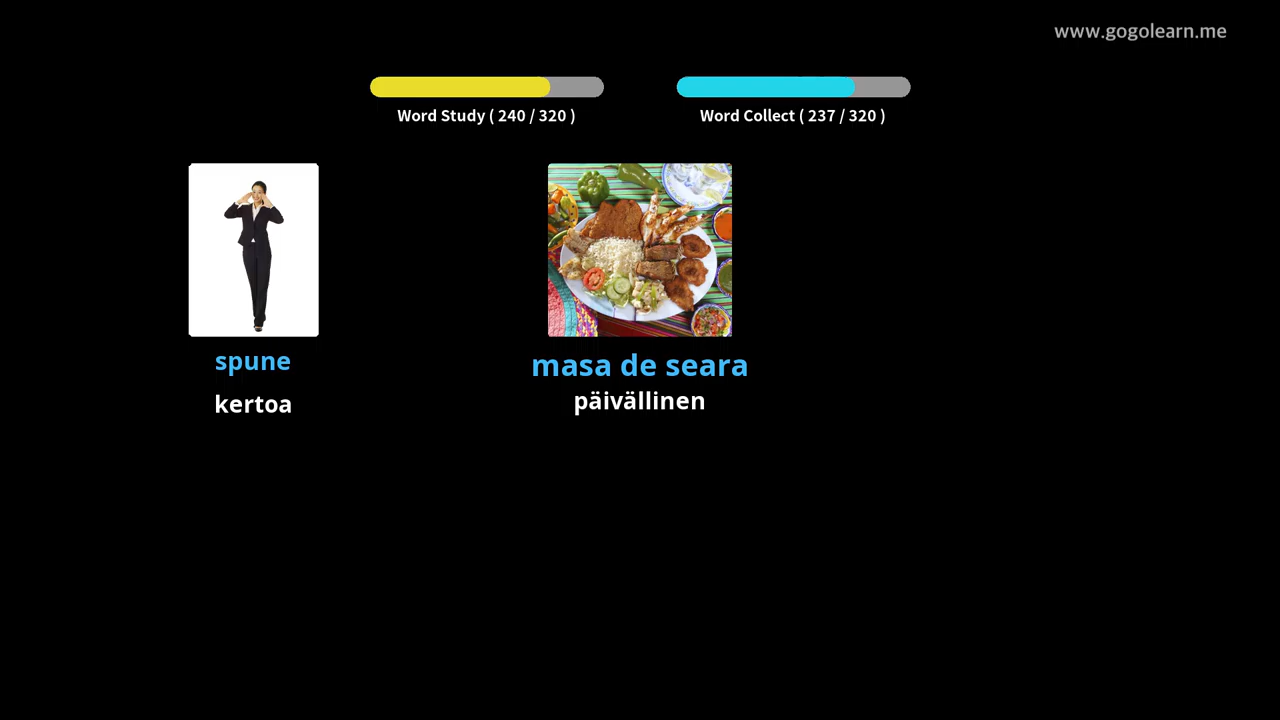 www.gogolearn.me
Word Study ( 240 / 320 )
Word Collect ( 237 / 320 )
spune
kertoa
masa de seara
päivällinen